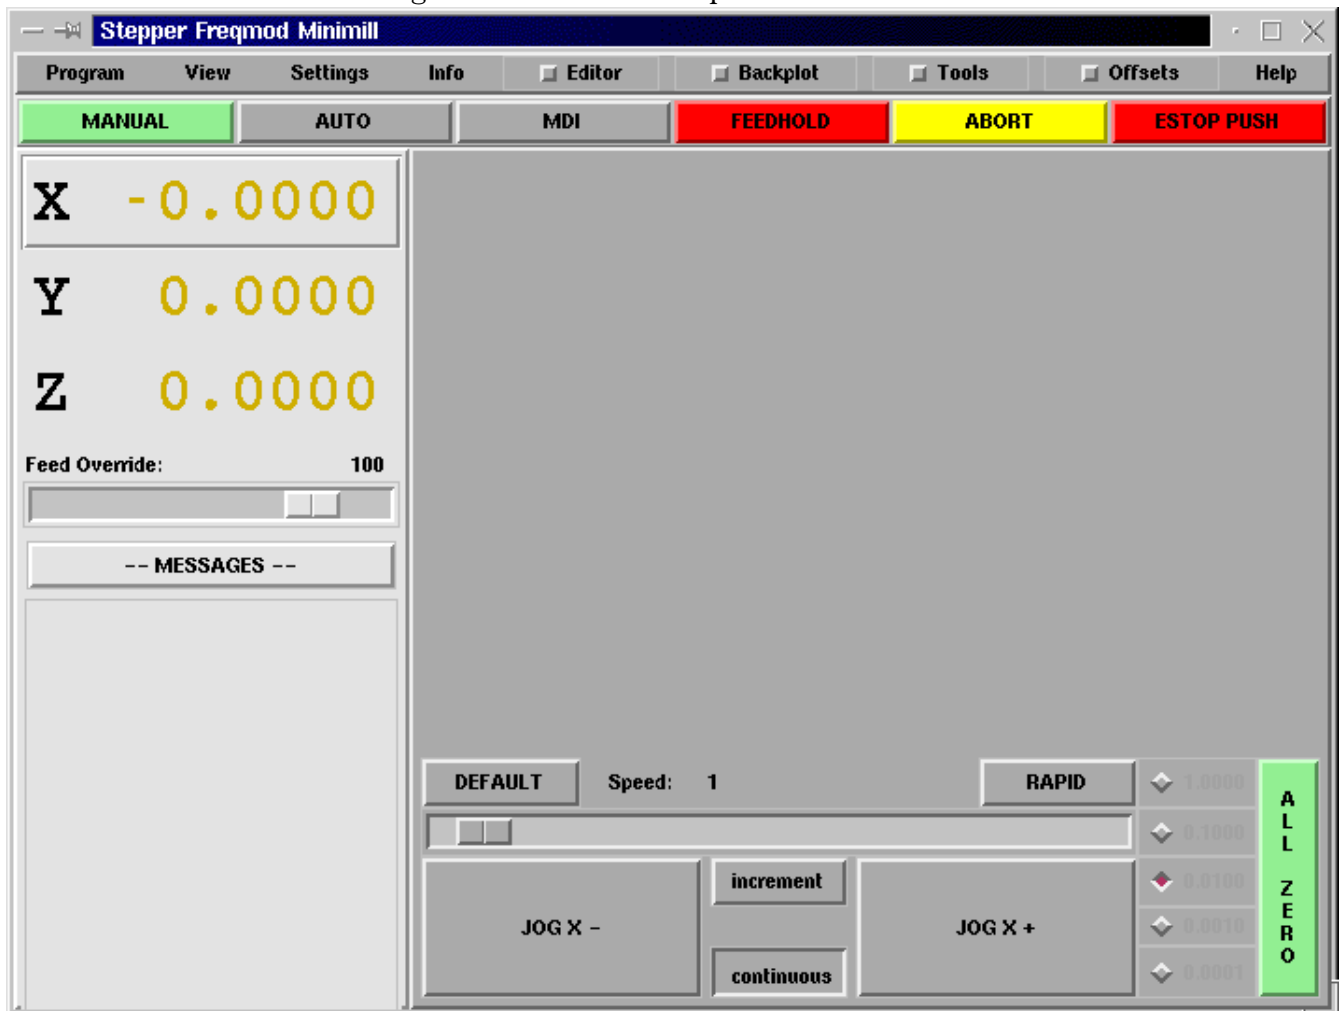 Stepper Freqmod Minimill
Program View Settings Info Editor Backplot Tools Offsets Help
MANUAL AUTO MDI FEEDHOLD ABORT ESTOP PUSH
X -0.0000
Y 0.0000
Z 0.0000
Feed Override: 100
-- MESSAGES --
DEFAULT Speed: 1 RAPID
1.0000
0.1000
0.0100
0.0010
0.0001
JOG X -
increment
continuous
JOG X +
ALL ZERO